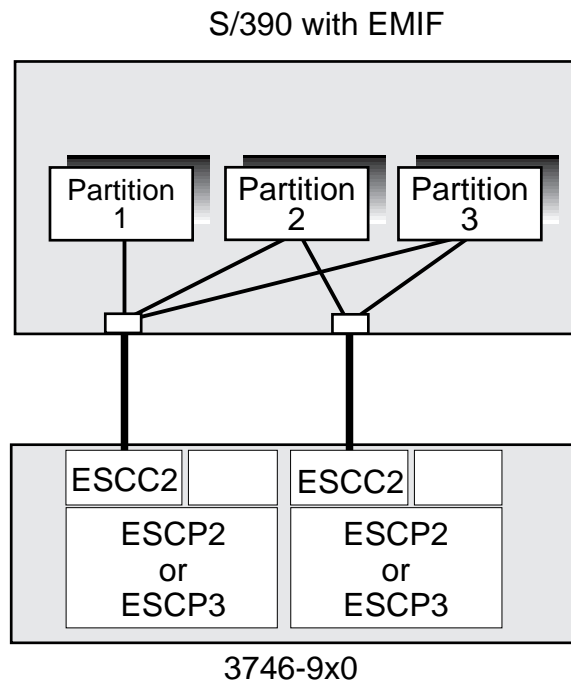 S/390 with EMIF
Partition
1
Partition
2
Partition
3
ESCC2
ESCC2
ESCP2
or
ESCP3
ESCP2
or
ESCP3
3746-9x0